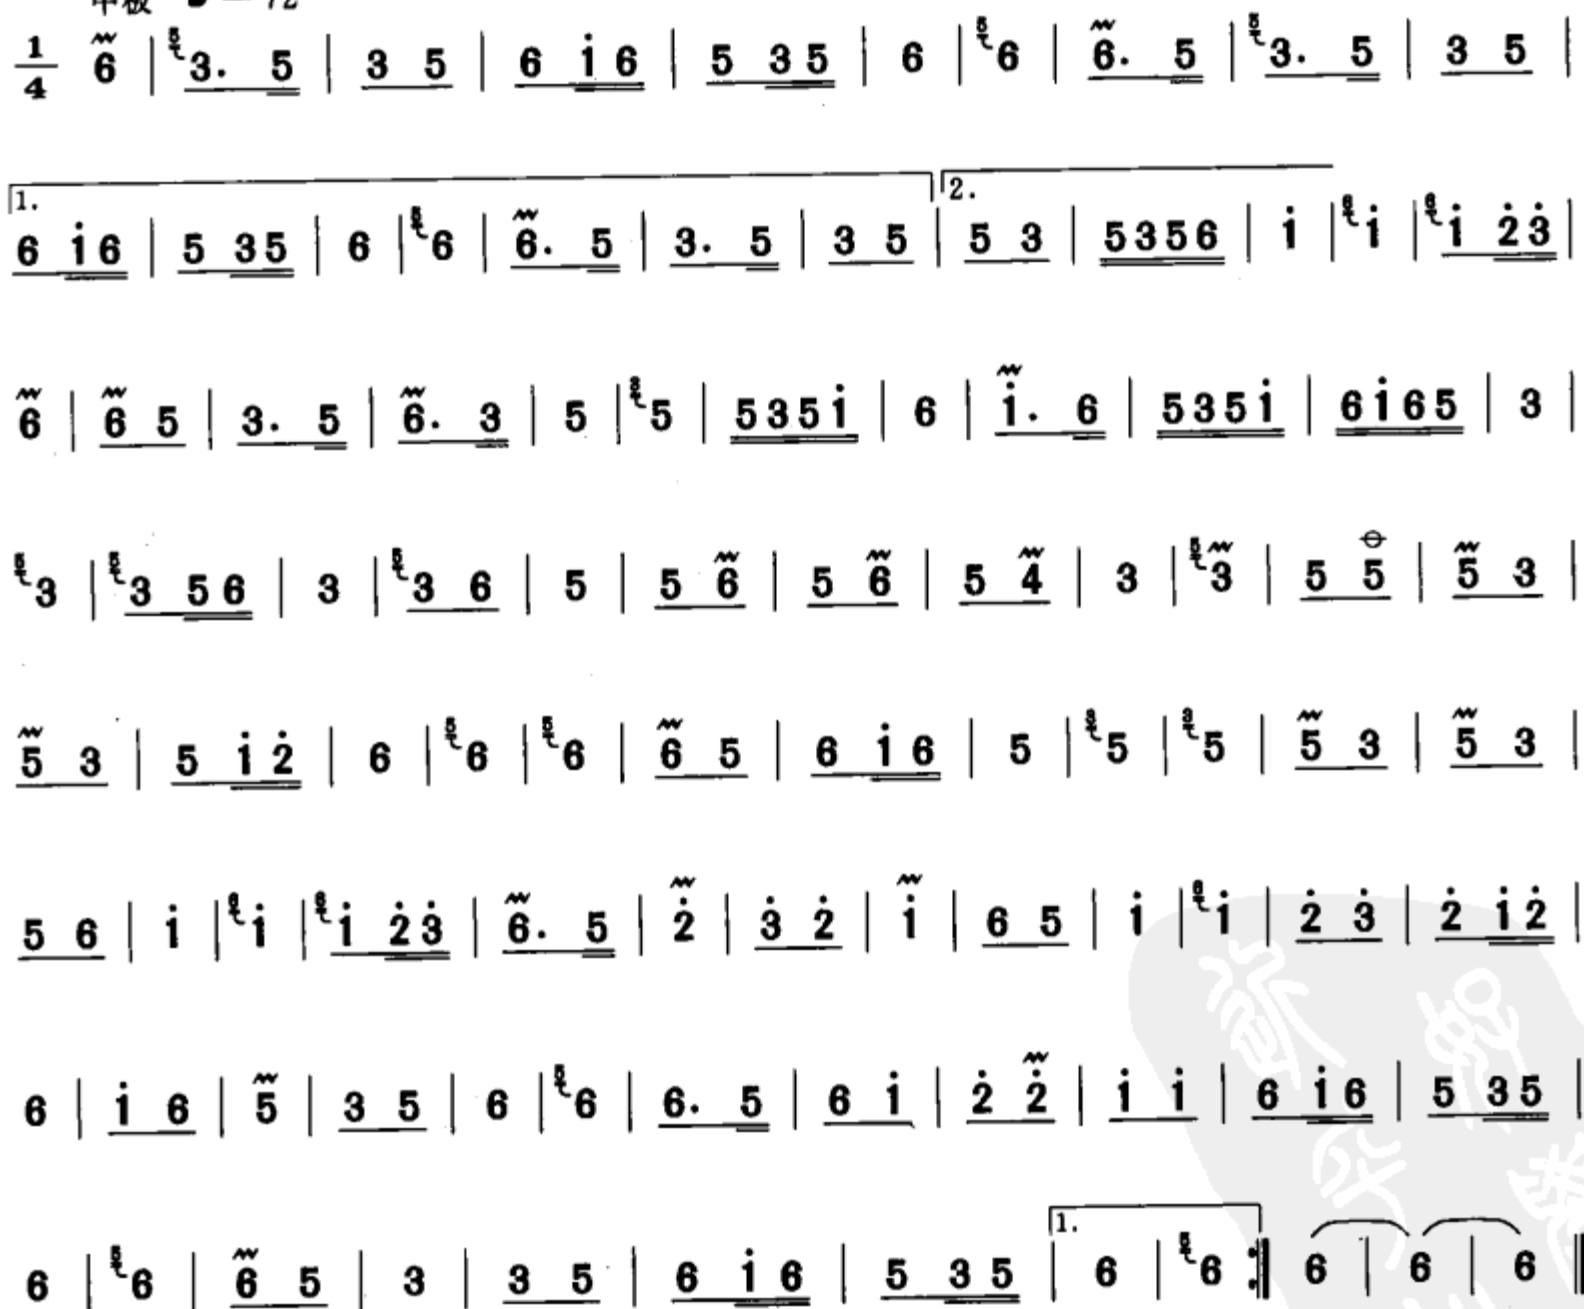 中板 ♩= 72
1/4 6 | 3. 5 | 3 5 | 6 i 6 | 5 3 5 | 6 | 6 | 6. 5 | 3. 5 | 3 5 |
1. 2.
6 i 6 | 5 3 5 | 6 | 6 | 6. 5 | 3. 5 | 3 5 | 5 3 | 5 3 5 6 | i | i | i 2̇ 3̇ |
6 | 6 5 | 3. 5 | 6. 3 | 5 | 5 | 5 3 5 i | 6 | i. 6 | 5 3 5 i | 6 i 6 5 | 3 |
3 | 3 5 6 | 3 | 3 6 | 5 | 5 6 | 5 6 | 5 4 | 3 | 3 | 5 5 | 5 3 |
5 3 | 5 i 2̇ | 6 | 6 | 6 | 6 5 | 6 i 6 | 5 | 5 | 5 | 5 3 | 5 3 |
5 6 | i | i | i 2̇ 3̇ | 6. 5 | 2̇ | 3̇ 2̇ | i | 6 5 | i | i | 2̇ 3̇ | 2̇ i 2̇ |
6 | i 6 | 5 | 3 5 | 6 | 6 | 6. 5 | 6 i | 2̇ 2̇ | i i | 6 i 6 | 5 3 5 |
1.
6 | 6 | 6 5 | 3 | 3 5 | 6 i 6 | 5 3 5 | 6 | 6 :‖ 6 | 6 | 6 ‖